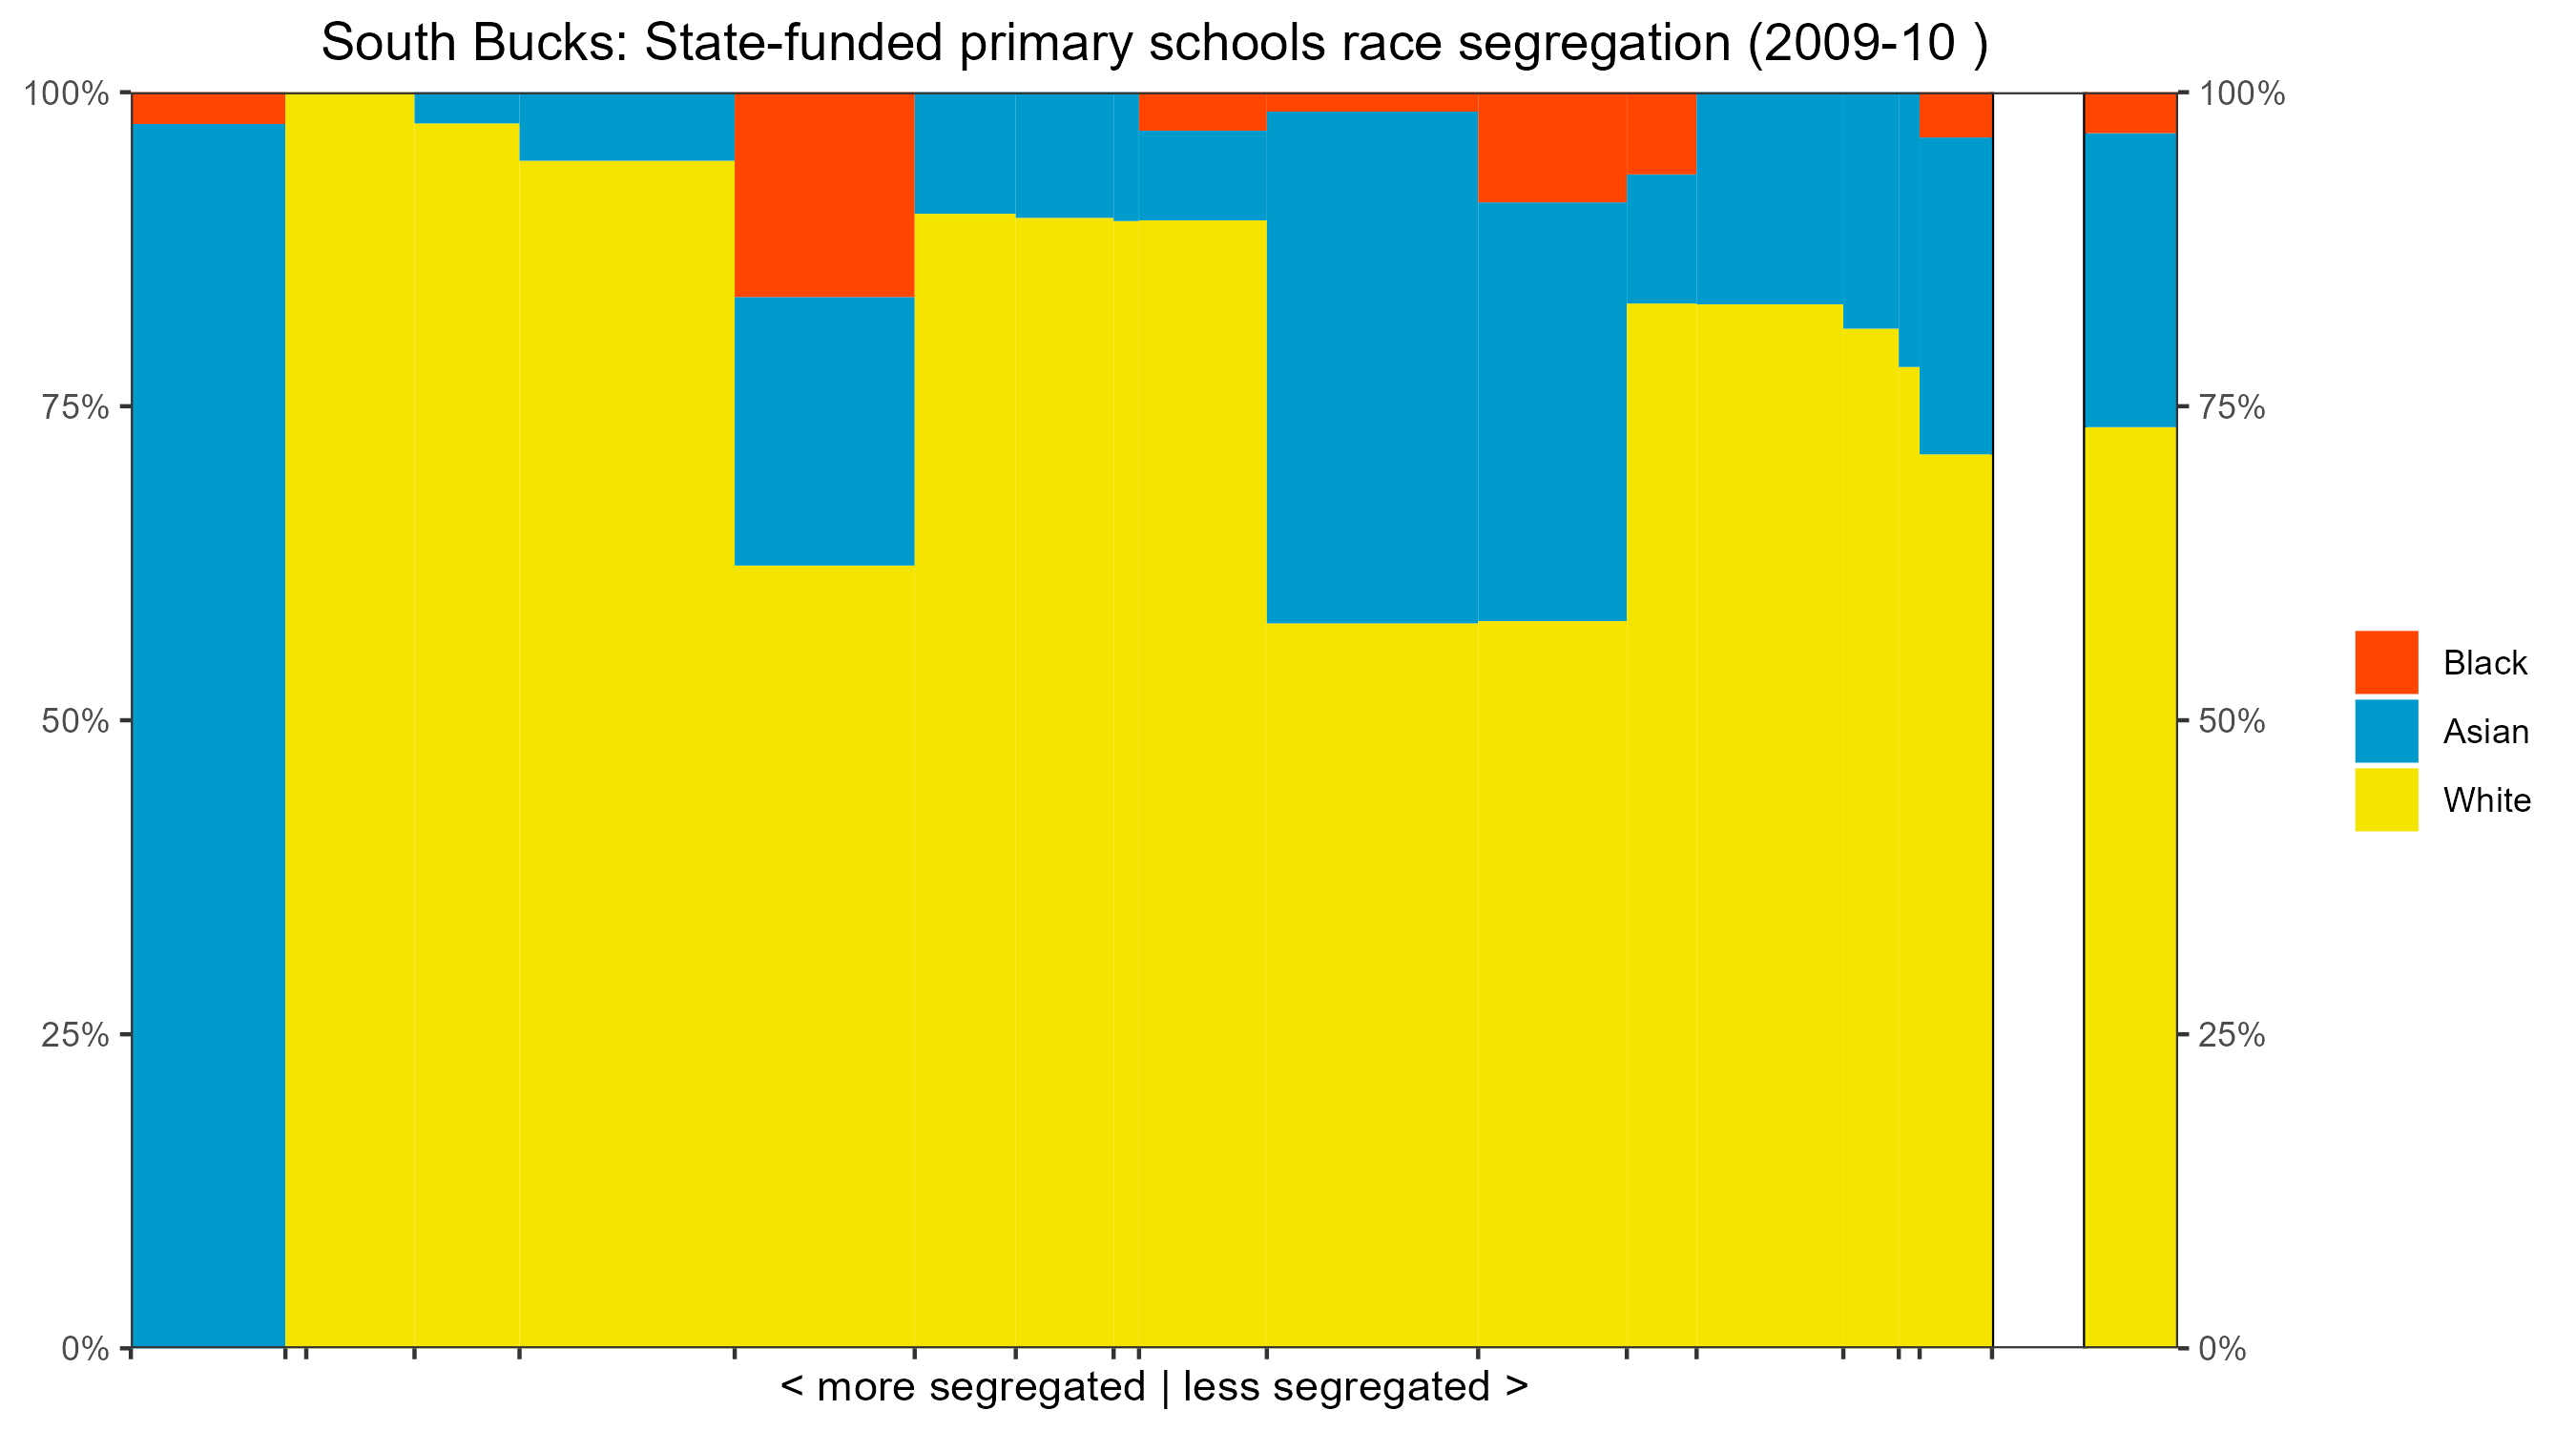 South Bucks: State-funded primary schools race segregation (2009-10 )
100%
75%
50%
25%
0%
100%
75%
50%
25%
0%
Black
Asian
White
< more segregated | less segregated >